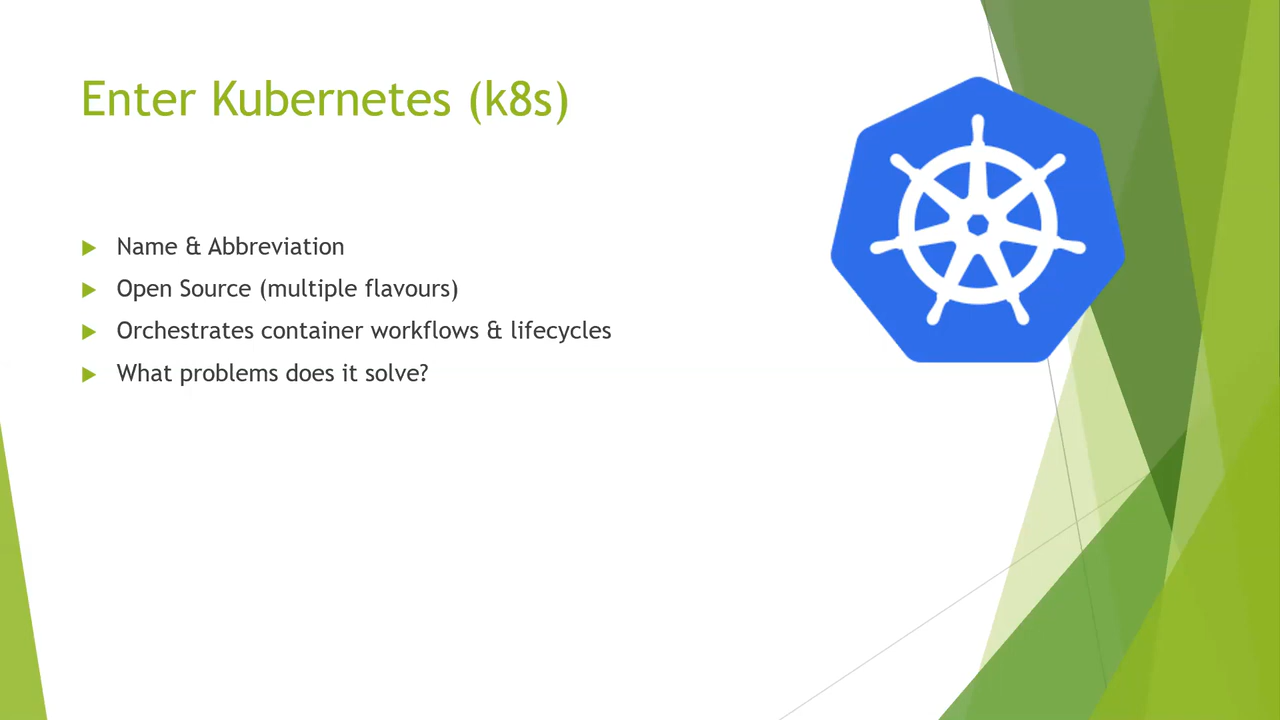 Enter Kubernetes (k8s)
Name & Abbreviation
Open Source (multiple flavours)
Orchestrates container workflows & lifecycles
What problems does it solve?